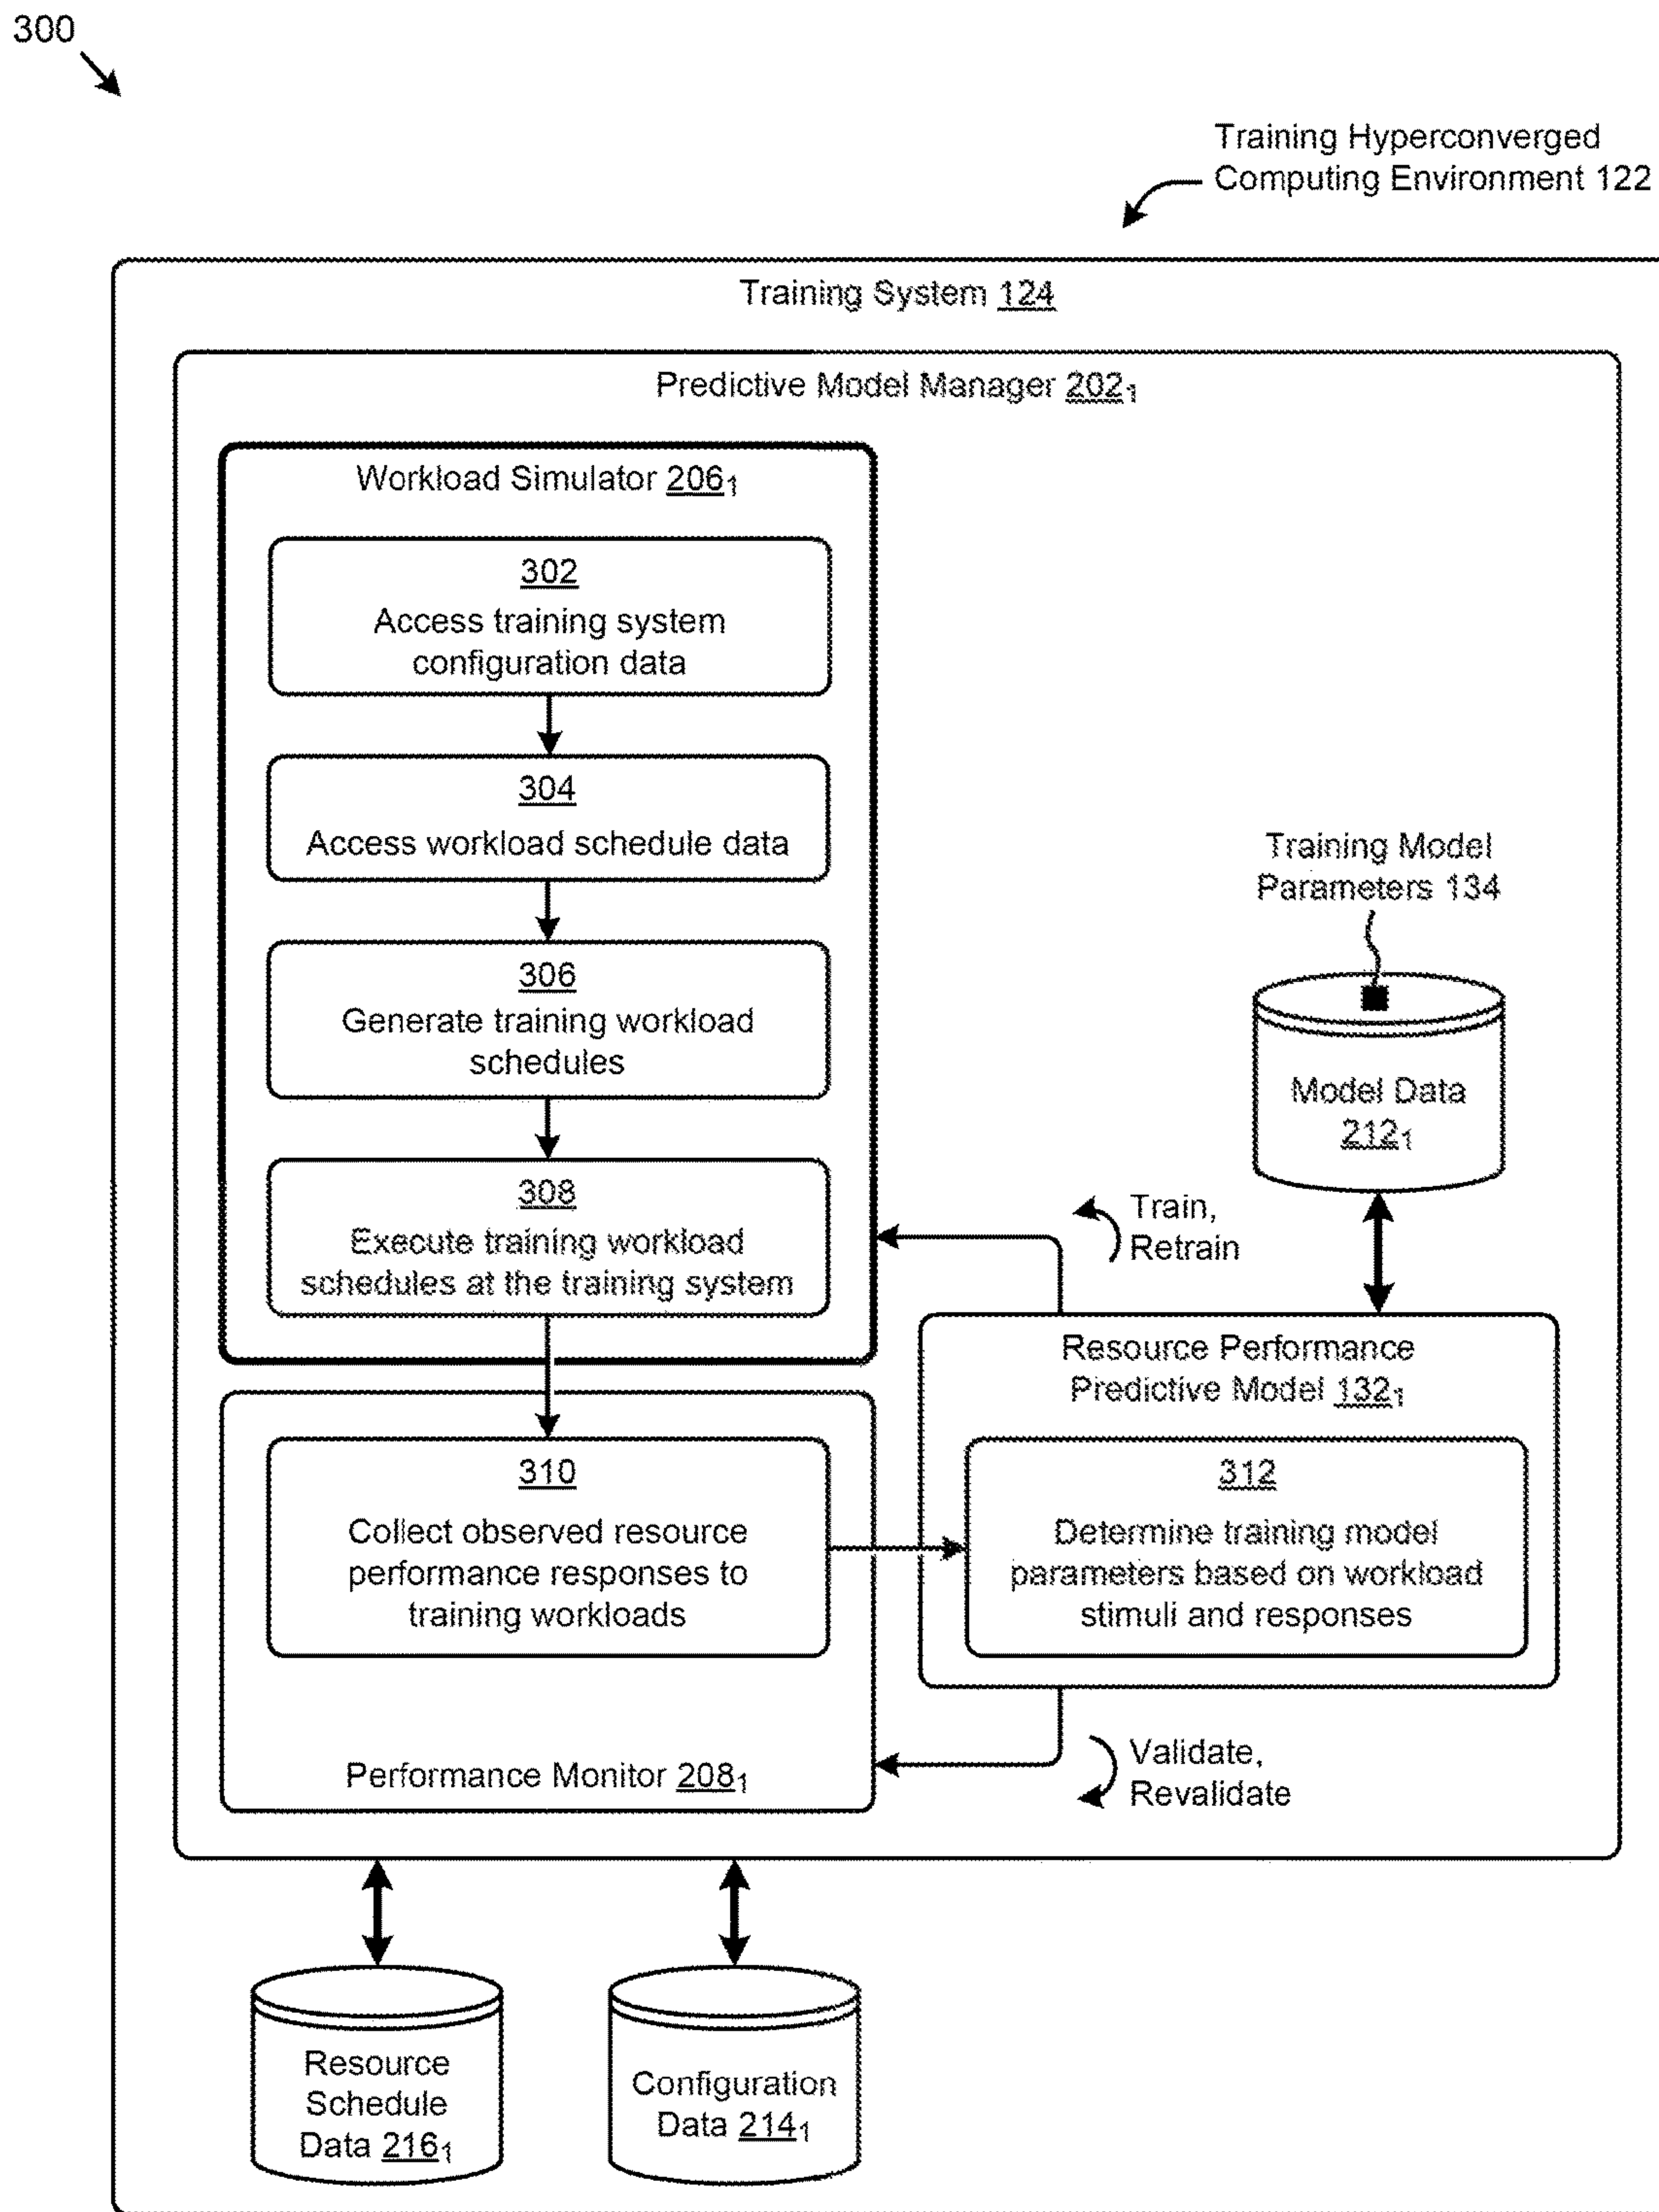 300
Training Hyperconverged
Computing Environment 122
Training System 124
Predictive Model Manager 202₁
Workload Simulator 206₁
302
Access training system
configuration data
304
Access workload schedule data
306
Generate training workload
schedules
308
Execute training workload
schedules at the training system
Training Model
Parameters 134
Model Data
212₁
Train,
Retrain
Resource Performance
Predictive Model 132₁
310
Collect observed resource
performance responses to
training workloads
312
Determine training model
parameters based on workload
stimuli and responses
Performance Monitor 208₁
Validate,
Revalidate
Resource
Schedule
Data 216₁
Configuration
Data 214₁